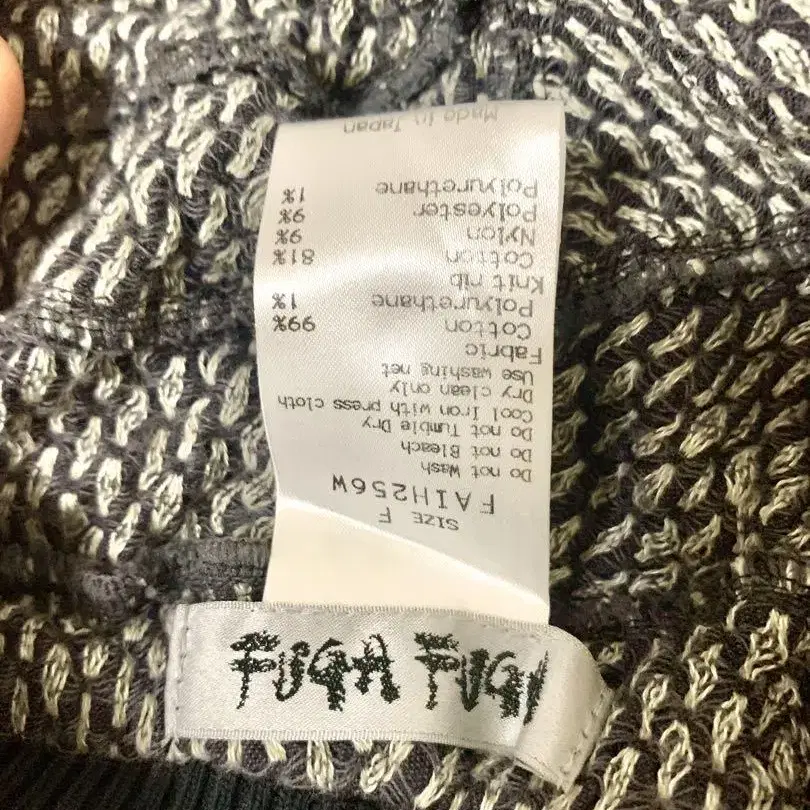 SIZE F
FAIH256W
Do not Wash
Do not Bleach
Do not Tumble Dry
Cool Iron with press cloth
Dry clean only
Use washing net
Fabric
Cotton 99%
Polyurethane 1%
Knit rib
Cotton 81%
Nylon 9%
Polyester 9%
Polyurethane 1%
Made in Japan
FUGA FUG